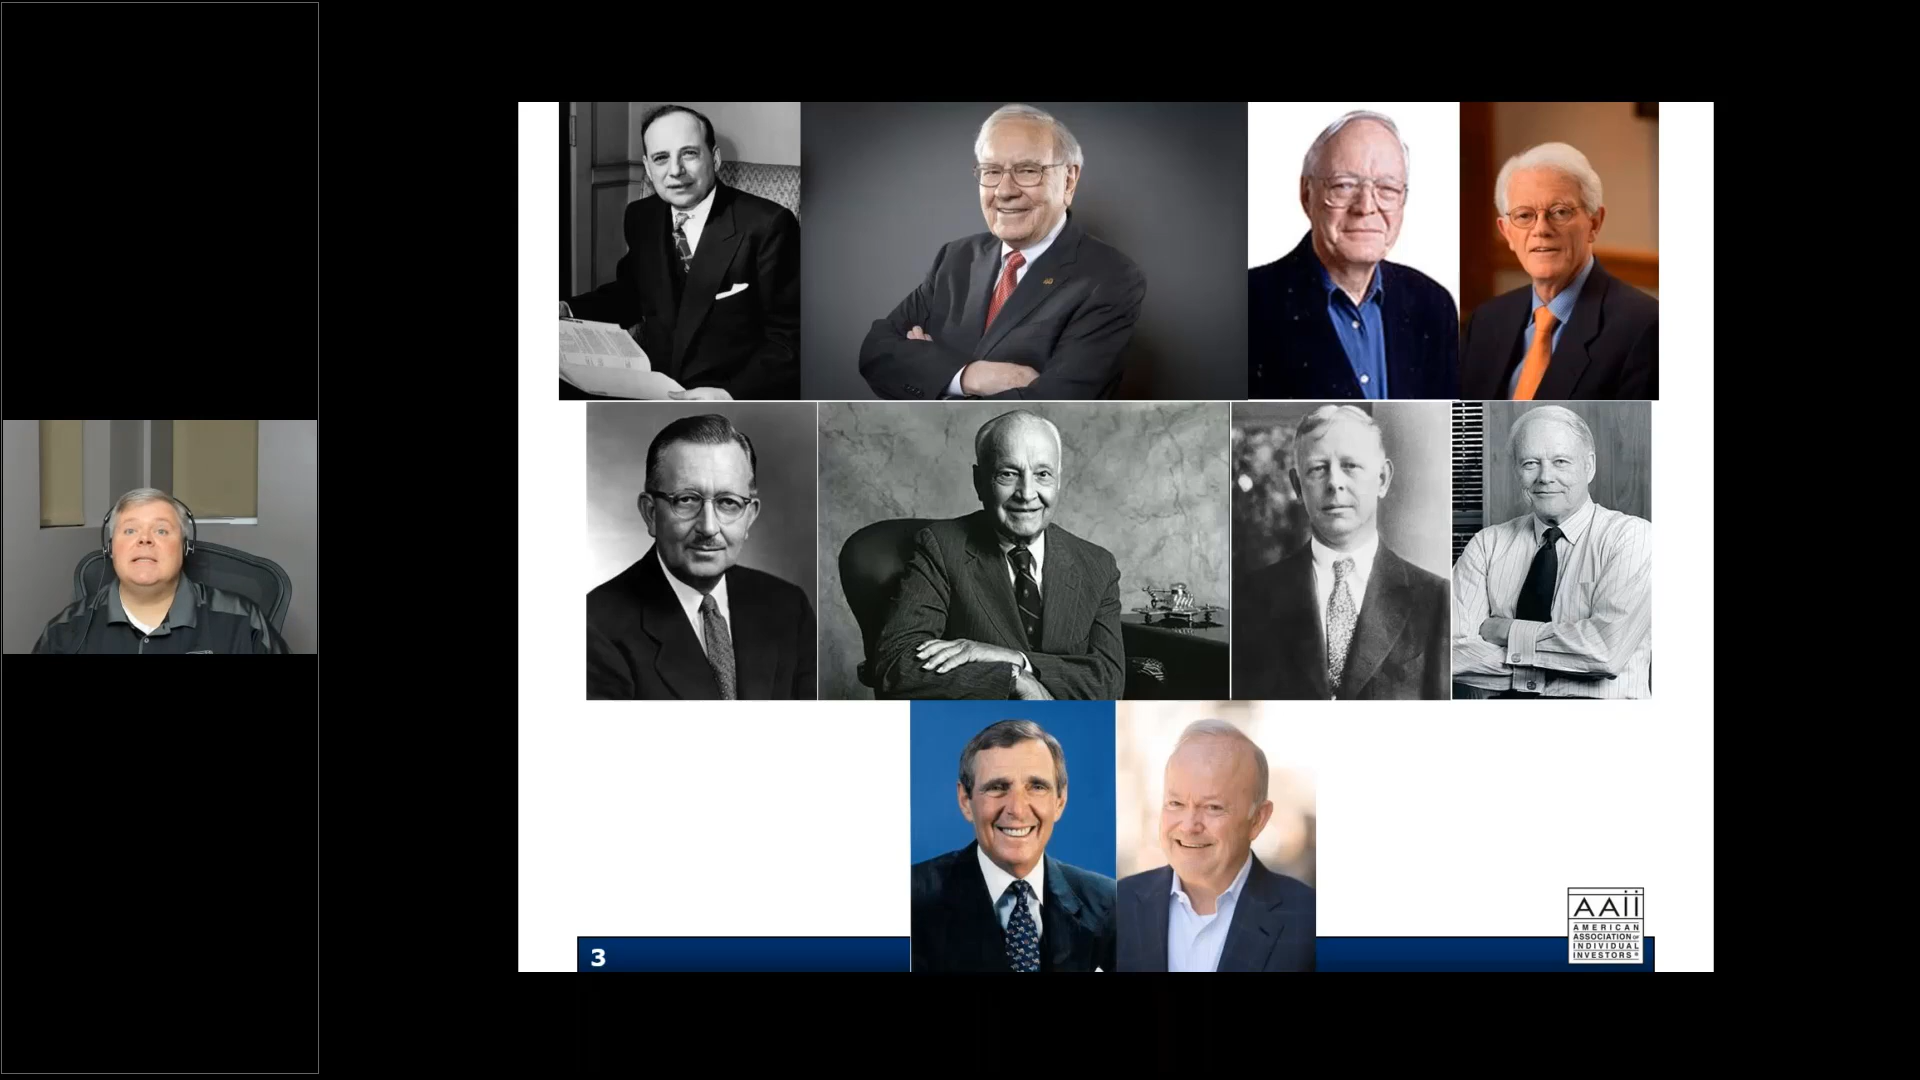 3
AAii
AMERICAN
ASSOCIATION OF
INDIVIDUAL
INVESTORS®